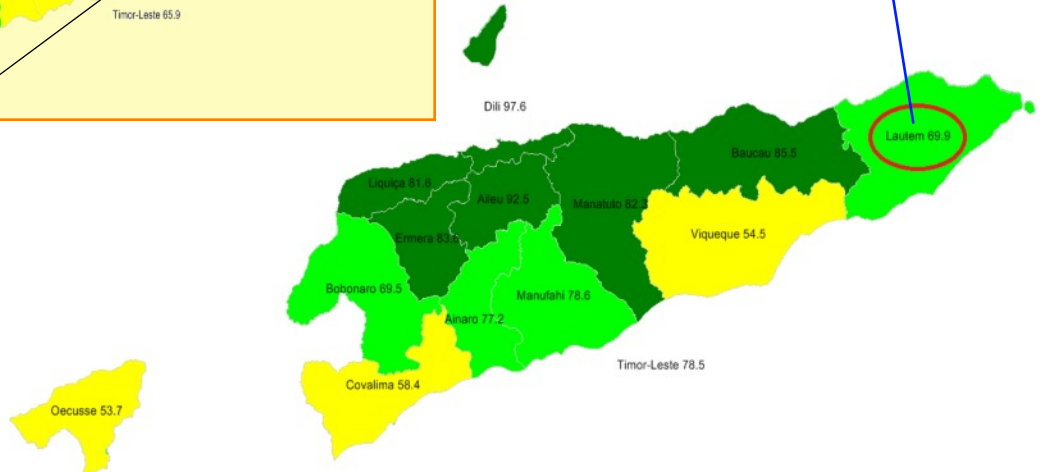 Timor-Leste 65.9
Dili 97.6
Lautem 69.9
Baucau 85.5
Liquiça 81.6
Aileu 92.5
Manatuto 82.3
Ermera 83.6
Viqueque 54.5
Bobonaro 69.5
Manufahi 78.6
Ainaro 77.2
Timor-Leste 78.5
Covalima 58.4
Oecusse 53.7